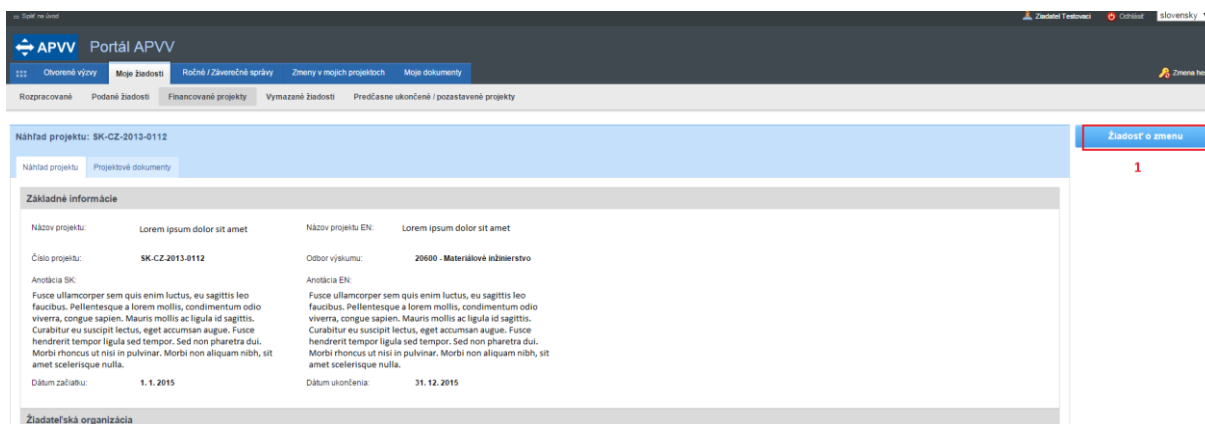 Späť na úvod
Ziadatel Testovaci Odhlásiť slovensky
APVV Portál APVV
Otvorené výzvy Moje žiadosti Ročné / Záverečné správy Zmeny v mojich projektoch Moje dokumenty
Zmena hes
Rozpracované Podané žiadosti Financované projekty Vymazané žiadosti Predčasne ukončené / pozastavené projekty
Náhľad projektu: SK-CZ-2013-0112
Žiadosť o zmenu
1
Náhľad projektu Projektové dokumenty
Základné informácie
Názov projektu: Lorem ipsum dolor sit amet Názov projektu EN: Lorem ipsum dolor sit amet
Číslo projektu: SK-CZ-2013-0112 Odbor výskumu: 20600 - Materiálové inžinierstvo
Anotácia SK:
Fusce ullamcorper sem quis enim luctus, eu sagittis leo
faucibus. Pellentesque a lorem mollis, condimentum odio
viverra, congue sapien. Mauris mollis ac ligula id sagittis.
Curabitur eu suscipit lectus, eget accumsan augue. Fusce
hendrerit tempor ligula sed tempor. Sed non pharetra dui.
Morbi rhoncus ut nisi in pulvinar. Morbi non aliquam nibh, sit
amet scelerisque nulla.
Anotácia EN:
Fusce ullamcorper sem quis enim luctus, eu sagittis leo
faucibus. Pellentesque a lorem mollis, condimentum odio
viverra, congue sapien. Mauris mollis ac ligula id sagittis.
Curabitur eu suscipit lectus, eget accumsan augue. Fusce
hendrerit tempor ligula sed tempor. Sed non pharetra dui.
Morbi rhoncus ut nisi in pulvinar. Morbi non aliquam nibh, sit
amet scelerisque nulla.
Dátum začiatku: 1. 1. 2015 Dátum ukončenia: 31. 12. 2015
Žiadateľská organizácia